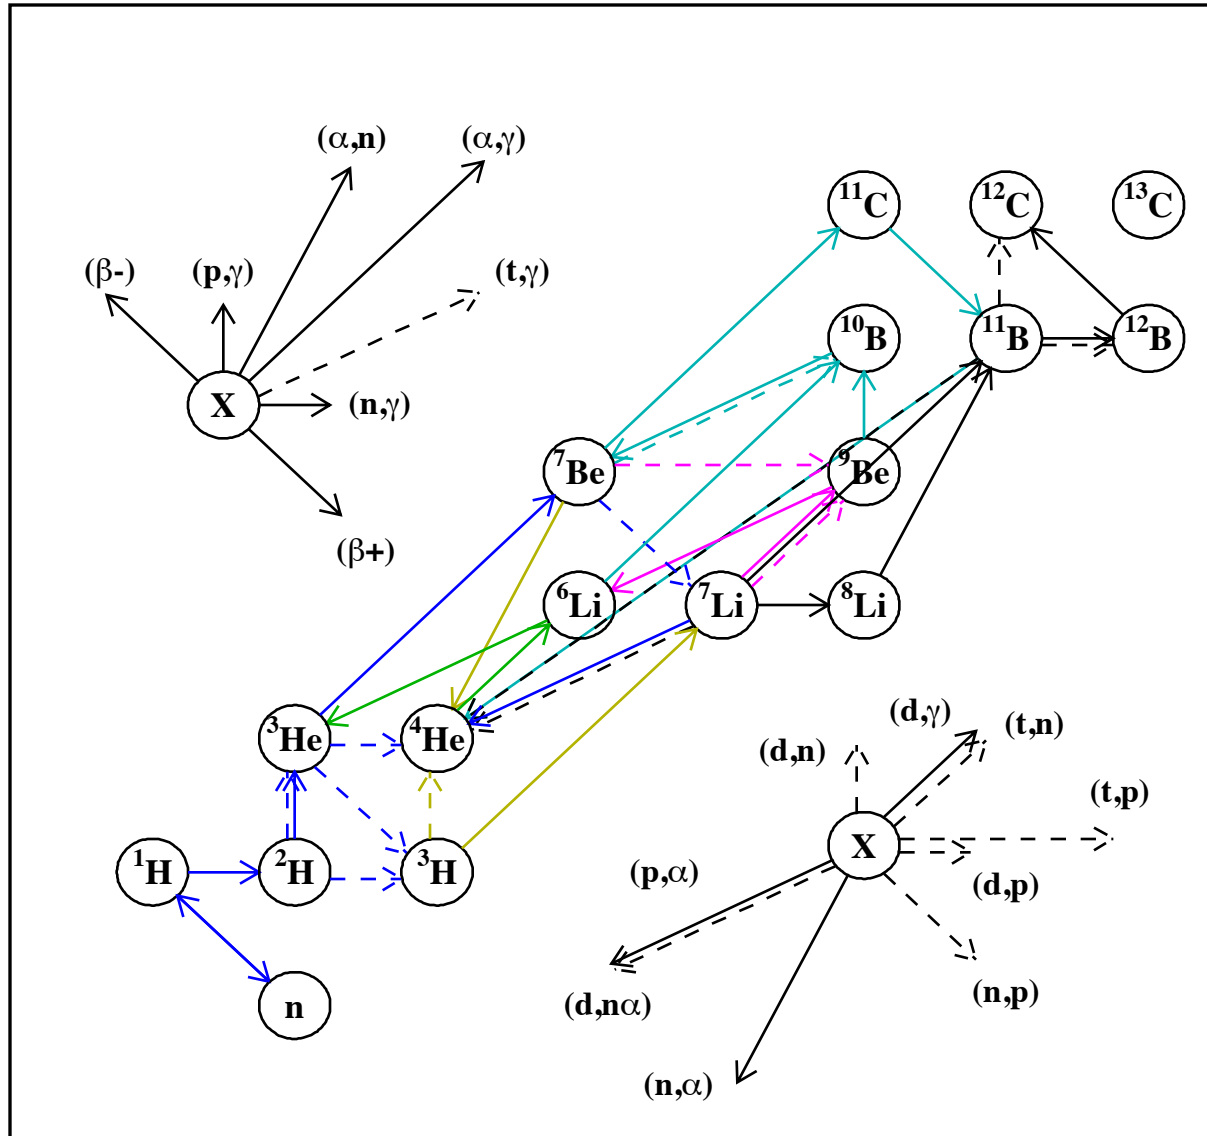 (α,n) (α,γ)
¹¹C ¹²C ¹³C
(β-) (p,γ) (t,γ)
¹⁰B ¹¹B ¹²B
X (n,γ)
⁷Be ⁹Be
(β+)
⁶Li ⁷Li ⁸Li
³He ⁴He (d,n) (d,γ) (t,n)
(t,p)
¹H ²H ³H (p,α) X (d,p)
n (d,nα) (n,p)
(n,α)